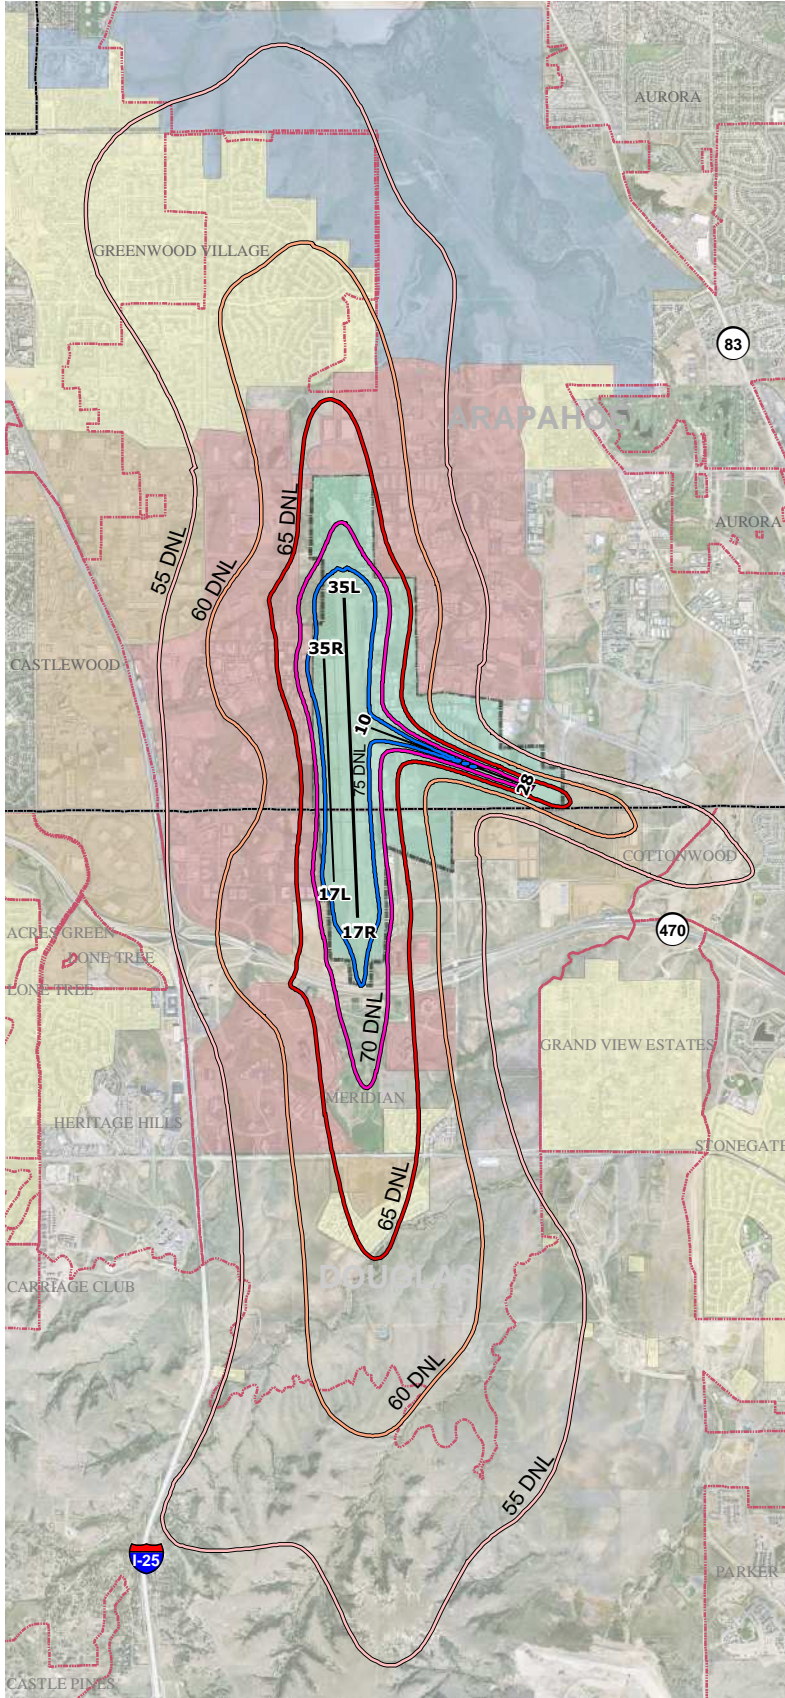 AURORA
GREENWOOD VILLAGE
83
ARAPAHOE
65 DNL
AURORA
55 DNL
60 DNL
35L
35R
CASTLEWOOD
10
75 DNL
28
COTTONWOOD
17L
17R
ACRES GREEN
LONE TREE
470
LONE TREE
70 DNL
GRAND VIEW ESTATES
MERIDIAN
HERITAGE HILLS
STONEGATE
65 DNL
DOUGLAS
CARRIAGE CLUB
60 DNL
55 DNL
I-25
PARKER
CASTLE PINES